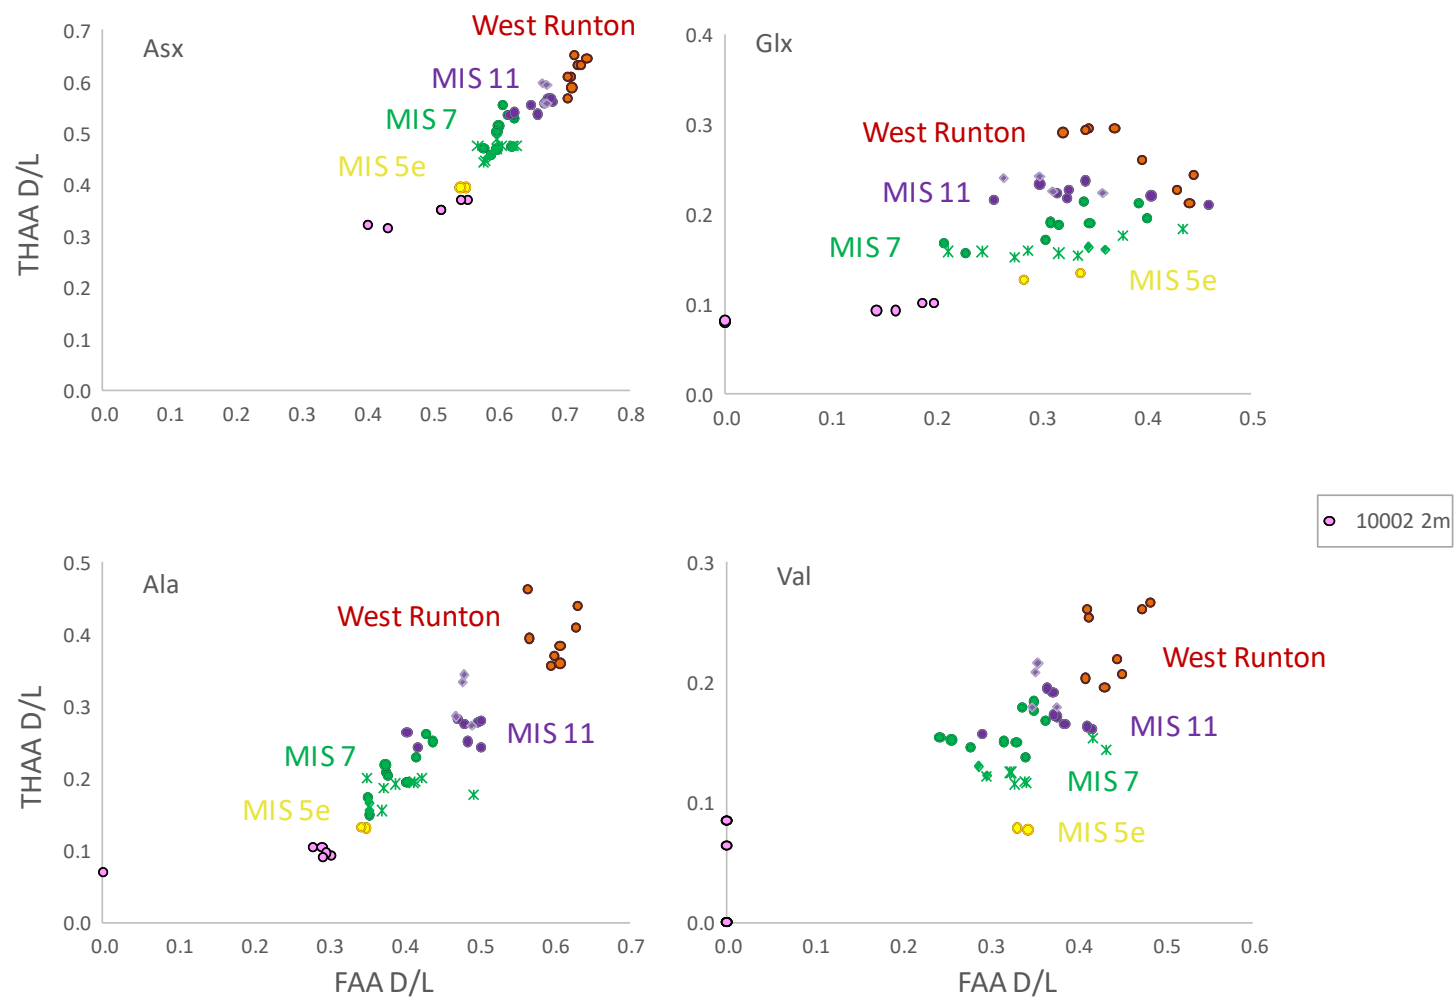 West Runton
0.7
Asx
0.6
MIS 11
0.5
MIS 7
0.4
MIS 5e
0.3
0.2
0.1
0.0
0.0 0.1 0.2 0.3 0.4 0.5 0.6 0.7 0.8
THAA D/L
0.4
Glx
0.3
West Runton
MIS 11
0.2
MIS 7
MIS 5e
0.1
0.0
0.0 0.1 0.2 0.3 0.4 0.5
10002 2m
0.5
Ala
West Runton
0.4
0.3
MIS 11
MIS 7
0.2
MIS 5e
0.1
0.0
0.0 0.1 0.2 0.3 0.4 0.5 0.6 0.7
THAA D/L
FAA D/L
0.3
Val
West Runton
0.2
MIS 11
MIS 7
MIS 5e
0.1
0.0
0.0 0.1 0.2 0.3 0.4 0.5 0.6
FAA D/L